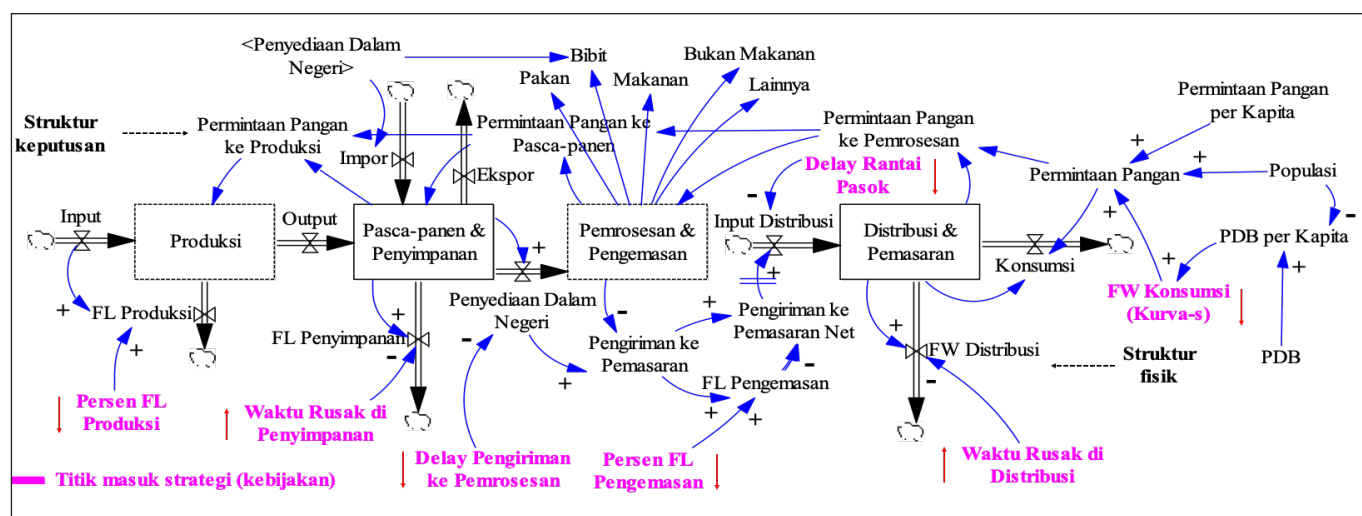 <Penyediaan Dalam
Negeri>
Bibit
Bukan Makanan
Pakan
Makanan
Lainnya
Permintaan Pangan
per Kapita
Struktur
keputusan
Permintaan Pangan
ke Produksi
Impor
Ekspor
Permintaan Pangan ke
Pasca-panen
Permintaan Pangan
ke Pemrosesan
Delay Rantai
Pasok
Permintaan Pangan
+
+
Populasi
Input
Produksi
Output
Pasca-panen &
Penyimpanan
+
Pemrosesan &
Pengemasan
-
Input Distribusi
Distribusi &
Pemasaran
Konsumsi
+
+
-
PDB per Kapita
+
+
FL Produksi
+
+
FL Penyimpanan
+
-
Penyediaan Dalam
Negeri
-
+
-
Pengiriman ke
Pemasaran
+
+
Pengiriman ke
Pemasaran Net
-
FL Pengemasan
+
+
+
FW Distribusi
-
FW Konsumsi
(Kurva-s)
PDB
Struktur
fisik
Persen FL
Produksi
Waktu Rusak di
Penyimpanan
Delay Pengiriman
ke Pemrosesan
Persen FL
Pengemasan
Waktu Rusak di
Distribusi
Titik masuk strategi (kebijakan)